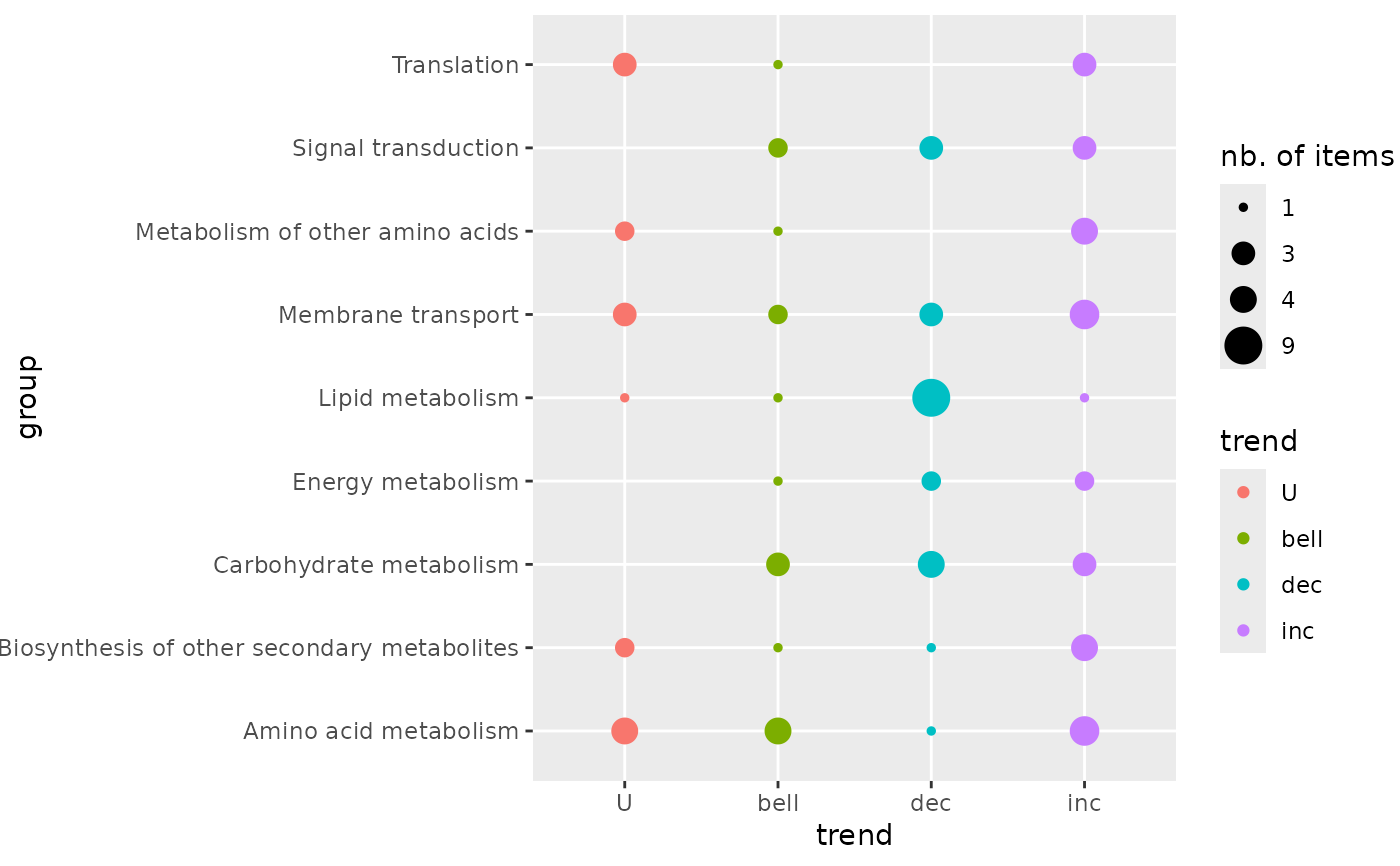 Translation
Signal transduction
Metabolism of other amino acids
Membrane transport
Lipid metabolism
Energy metabolism
Carbohydrate metabolism
Biosynthesis of other secondary metabolites
Amino acid metabolism
group
U bell dec inc
trend
nb. of items
1
3
4
9
trend
U
bell
dec
inc